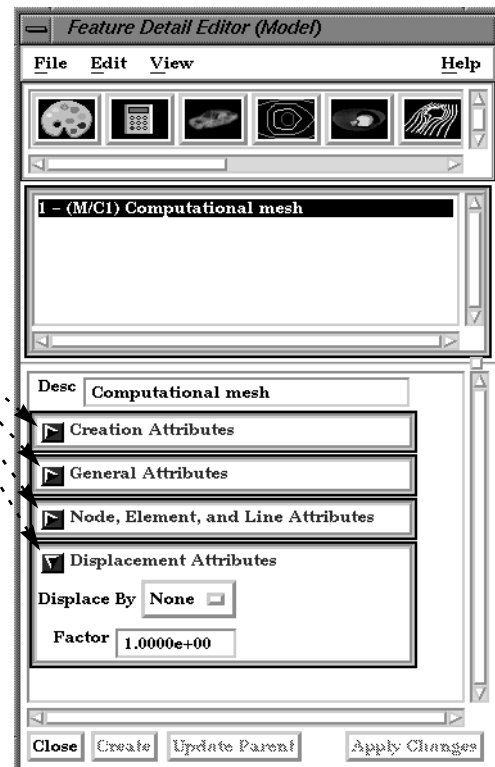 Feature Detail Editor (Model)
File Edit View Help
1 – (M/C1) Computational mesh
Desc Computational mesh
Creation Attributes
General Attributes
Node, Element, and Line Attributes
Displacement Attributes
Displace By None
Factor 1.0000e+00
Close Create Update Parent Apply Changes